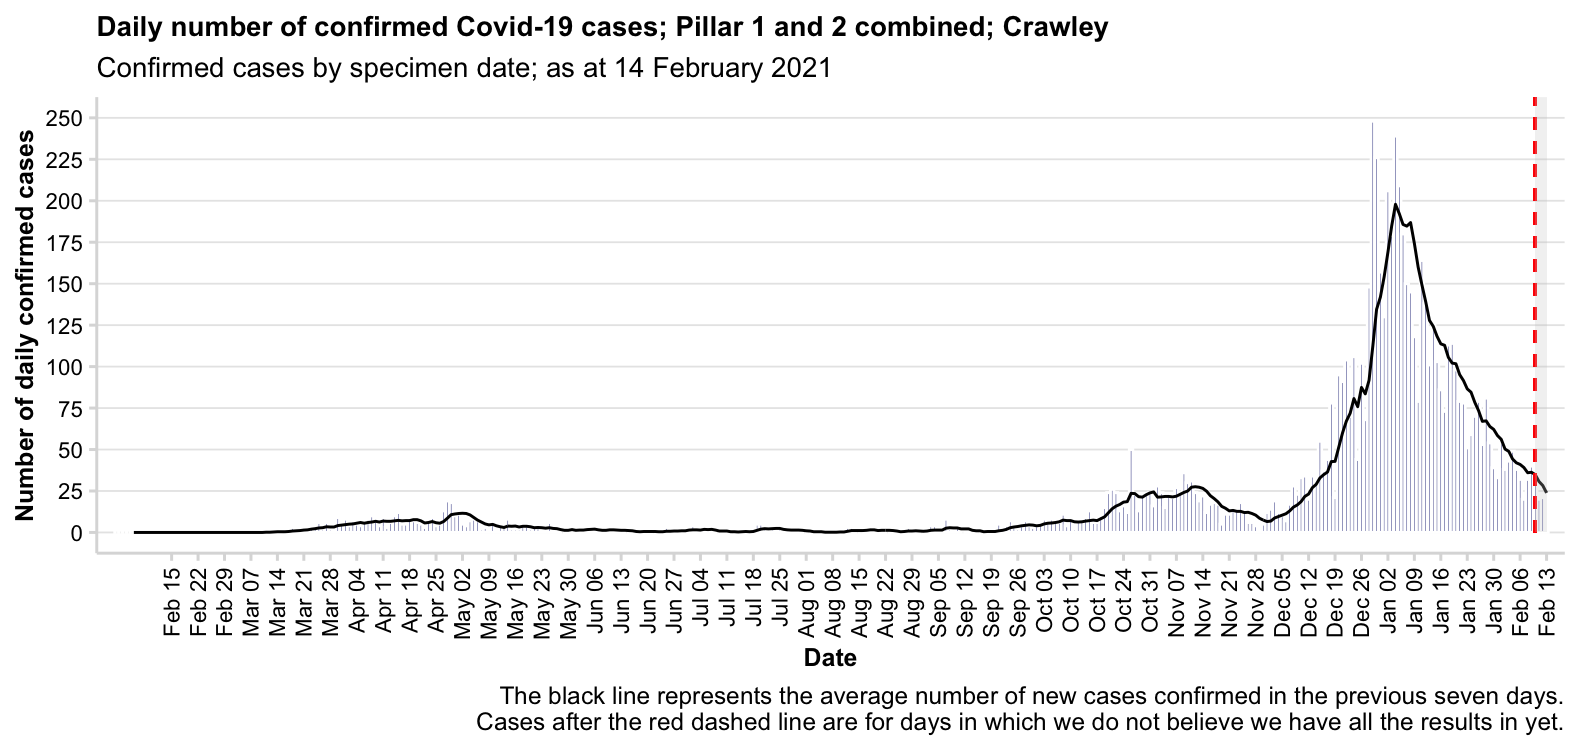 Daily number of confirmed Covid-19 cases; Pillar 1 and 2 combined; Crawley
Confirmed cases by specimen date; as at 14 February 2021
Number of daily confirmed cases
250
225
200
175
150
125
100
75
50
25
0
Feb 15
Feb 22
Feb 29
Mar 07
Mar 14
Mar 21
Mar 28
Apr 04
Apr 11
Apr 18
Apr 25
May 02
May 09
May 16
May 23
May 30
Jun 06
Jun 13
Jun 20
Jun 27
Jul 04
Jul 11
Jul 18
Jul 25
Aug 01
Aug 08
Aug 15
Aug 22
Aug 29
Sep 05
Sep 12
Sep 19
Sep 26
Oct 03
Oct 10
Oct 17
Oct 24
Oct 31
Nov 07
Nov 14
Nov 21
Nov 28
Dec 05
Dec 12
Dec 19
Dec 26
Jan 02
Jan 09
Jan 16
Jan 23
Jan 30
Feb 06
Feb 13
Date
The black line represents the average number of new cases confirmed in the previous seven days.
Cases after the red dashed line are for days in which we do not believe we have all the results in yet.